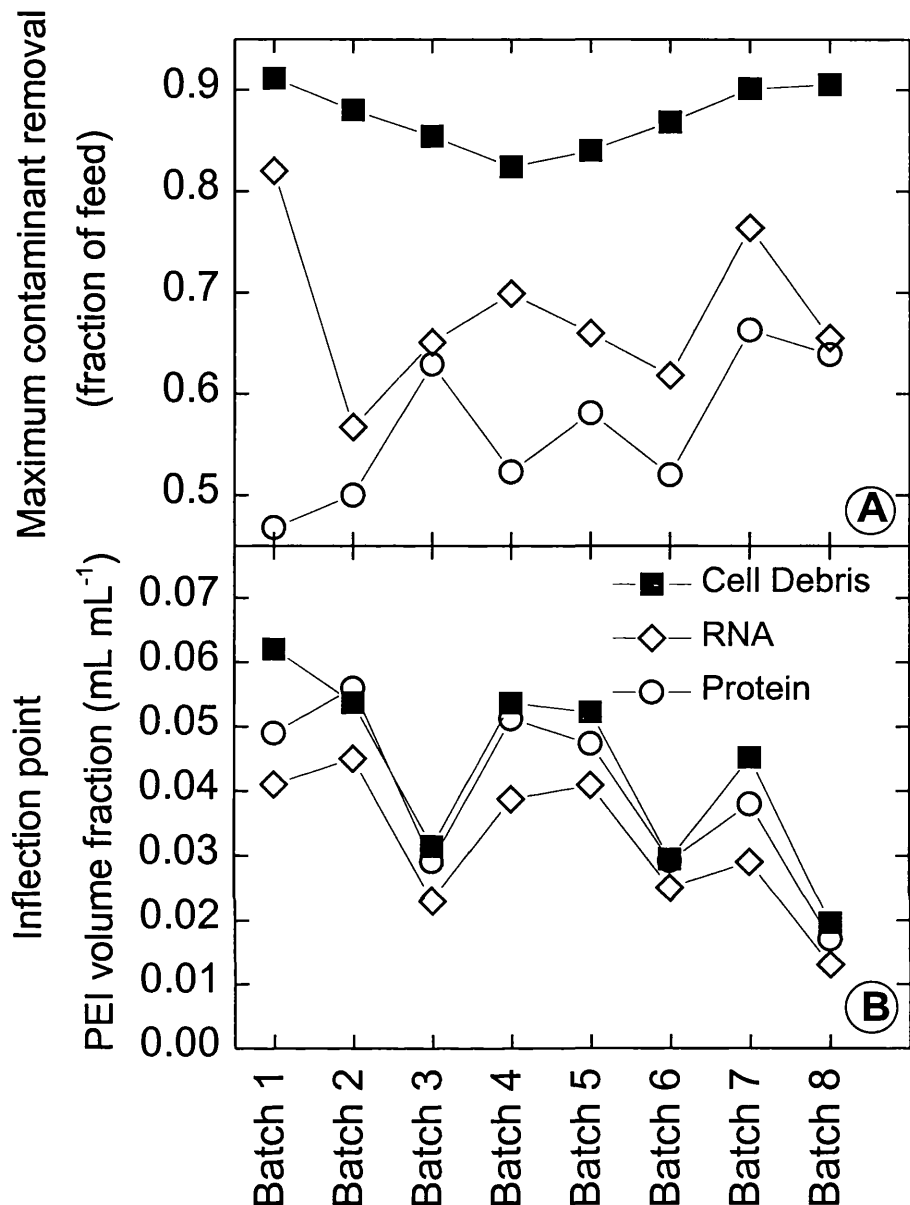 Maximum contaminant removal
(fraction of feed)
0.9
0.8
0.7
0.6
0.5
A
Inflection point
PEI volume fraction (mL mL⁻¹)
0.07
0.06
0.05
0.04
0.03
0.02
0.01
0.00
Cell Debris
RNA
Protein
B
Batch 1
Batch 2
Batch 3
Batch 4
Batch 5
Batch 6
Batch 7
Batch 8